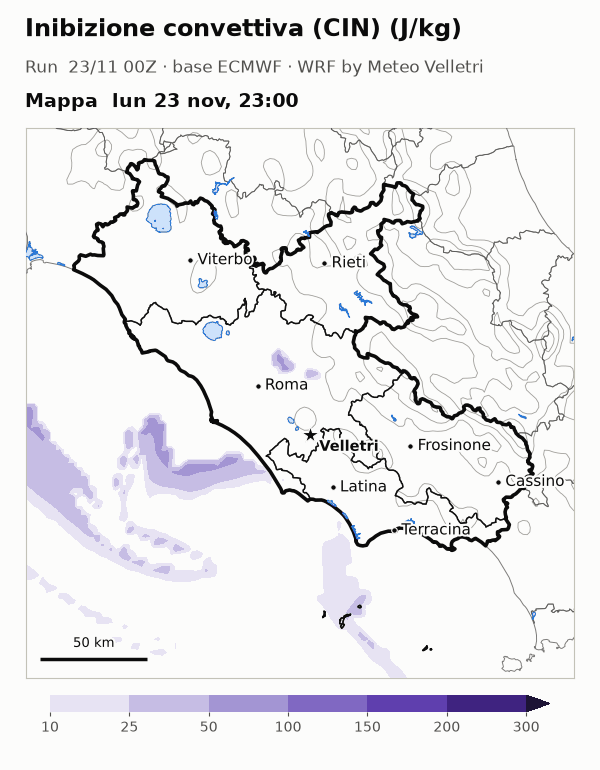 Inibizione convettiva (CIN) (J/kg)
Run  23/11 00Z · base ECMWF · WRF by Meteo Velletri
Mappa  lun 23 nov, 23:00
Viterbo
Rieti
Roma
Velletri
Frosinone
Cassino
Latina
Terracina
50 km
10 25 50 100 150 200 300